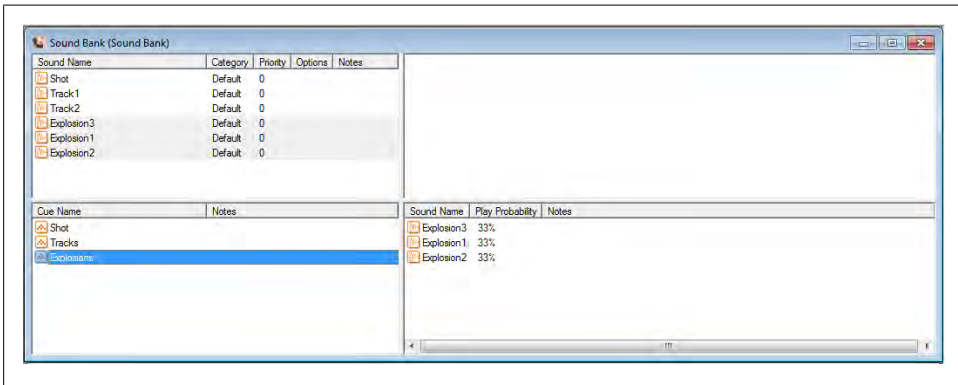 Sound Bank (Sound Bank)
Sound Name Category Priority Options Notes
Shot Default 0
Track1 Default 0
Track2 Default 0
Explosion3 Default 0
Explosion1 Default 0
Explosion2 Default 0
Cue Name Notes
Shot
Tracks
Explosions
Sound Name Play Probability Notes
Explosion3 33%
Explosion1 33%
Explosion2 33%